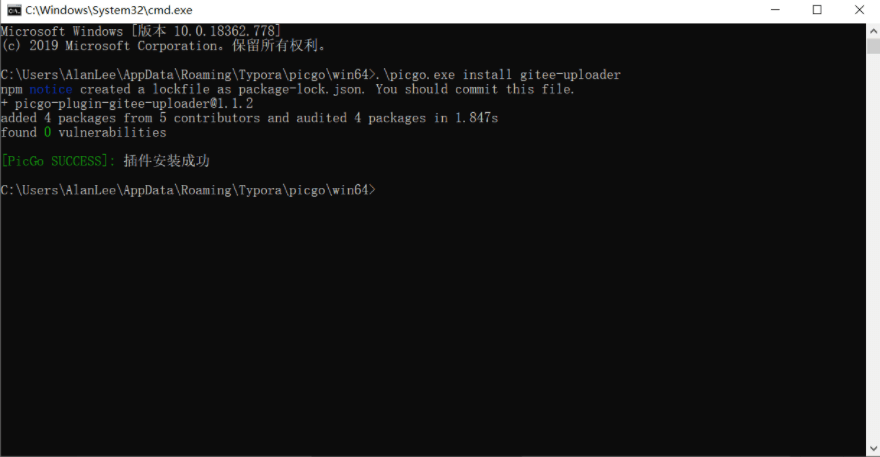 C:\Windows\System32\cmd.exe
Microsoft Windows [版本 10.0.18362.778]
(c) 2019 Microsoft Corporation。保留所有权利。
C:\Users\AlanLee\AppData\Roaming\Typora\picgo\win64>.\picgo.exe install gitee-uploader
npm notice created a lockfile as package-lock.json. You should commit this file.
+ picgo-plugin-gitee-uploader@1.1.2
added 4 packages from 5 contributors and audited 4 packages in 1.847s
found 0 vulnerabilities
[PicGo SUCCESS]: 插件安装成功
C:\Users\AlanLee\AppData\Roaming\Typora\picgo\win64>